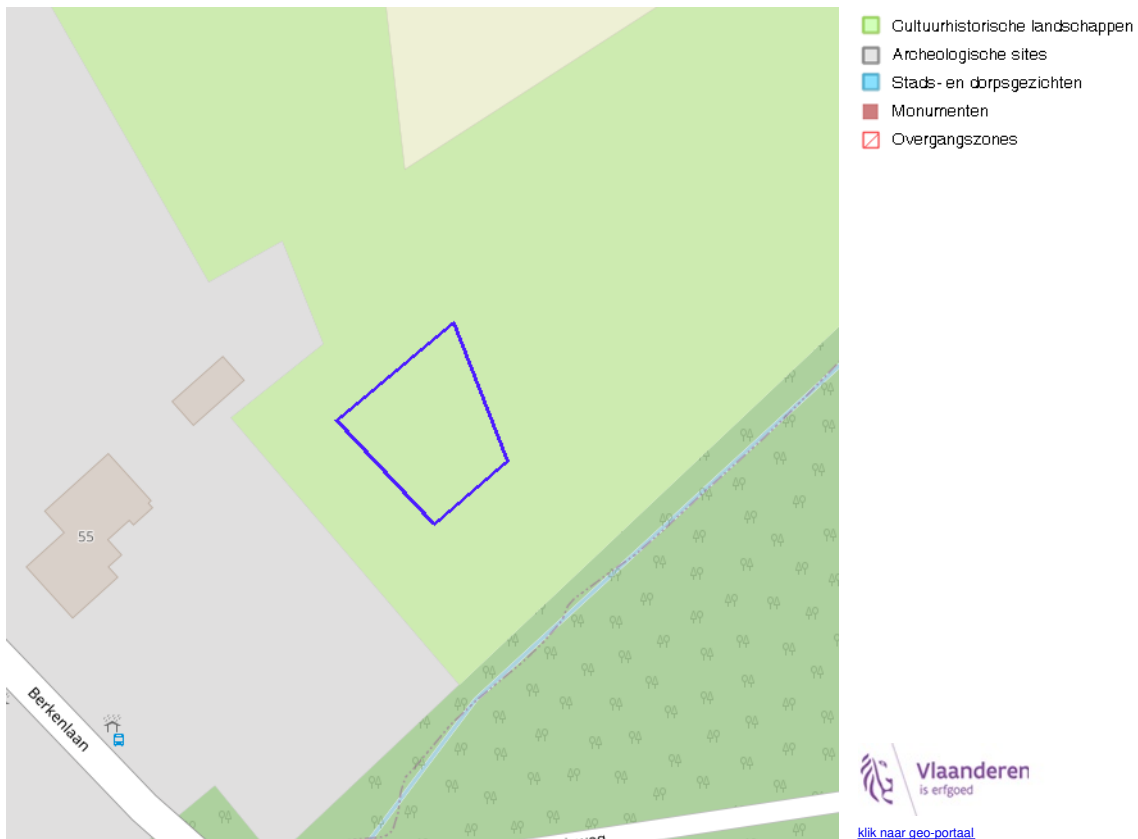 Cultuurhistorische landschappen
Archeologische sites
Stads- en dorpsgezichten
Monumenten
Overgangszones
55
Berkenlaan
Vlaanderen
is erfgoed
klik naar geo-portaal